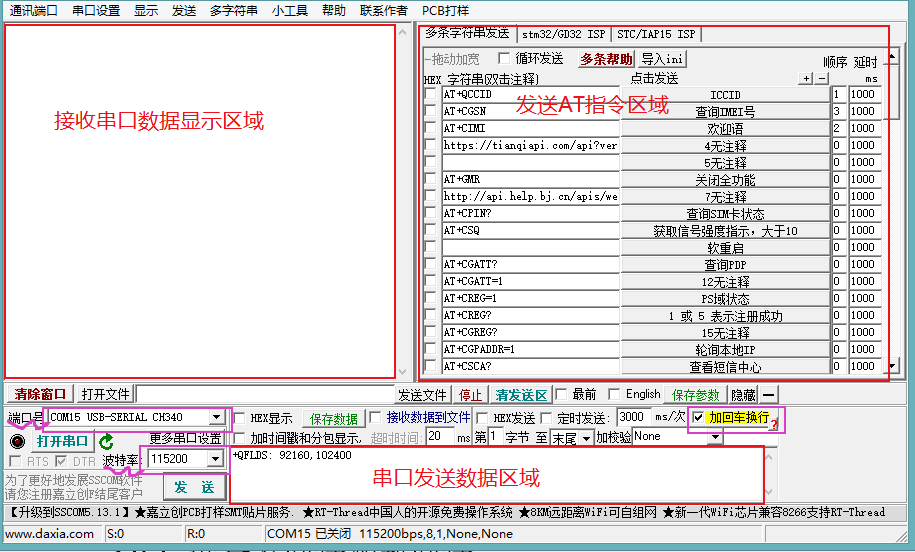 通讯端口 串口设置 显示 发送 多字符串 小工具 帮助 联系作者 PCB打样
多条字符串发送 stm32/GD32 ISP STC/IAP15 ISP
拖动加宽 循环发送 多条帮助 导入ini 顺序 延时
HEX 字符串(双击注释) 点击发送 + - ms
接收串口数据显示区域
发送AT指令区域
AT+QCCID ICCID 1 1000
AT+CGSN 查询IMEI号 3 1000
AT+CIMI 欢迎语 2 1000
https://tianqiapi.com/api?ver 4无注释 0 1000
5无注释 0 1000
AT+GMR 关闭全功能 0 1000
http://api.help.bj.cn/apis/we 7无注释 0 1000
AT+CPIN? 查询SIM卡状态 0 1000
AT+CSQ 获取信号强度指示，大于10 0 1000
软重启 0 1000
AT+CGATT? 查询PDP 0 1000
AT+CGATT=1 12无注释 0 1000
AT+CREG=1 PS域状态 0 1000
AT+CREG? 1 或 5 表示注册成功 0 1000
AT+CGREG? 15无注释 0 1000
AT+CGPADDR=1 轮询本地IP 0 1000
AT+CSCA? 查看短信中心 0 1000
清除窗口 打开文件 发送文件 停止 清发送区 最前 English 保存参数 隐藏 —
端口号 COM15 USB-SERIAL CH340 HEX显示 保存数据 接收数据到文件 HEX发送 定时发送: 3000 ms/次 加回车换行 ?
打开串口 更多串口设置 加时间戳和分包显示, 超时时间: 20 ms 第 1 字节 至 末尾 加校验 None
RTS DTR 波特率: 115200
+QFLDS: 92160,102400
串口发送数据区域
为了更好地发展SSCOM软件
请您注册嘉立创F结尾客户
发 送
【升级到SSCOM5.13.1】★嘉立创PCB打样SMT贴片服务. ★RT-Thread中国人的开源免费操作系统 ★8KM远距离WiFi可自组网 ★新一代WiFi芯片兼容8266支持RT-Thread
www.daxia.com S:0 R:0 COM15 已关闭 115200bps,8,1,None,None